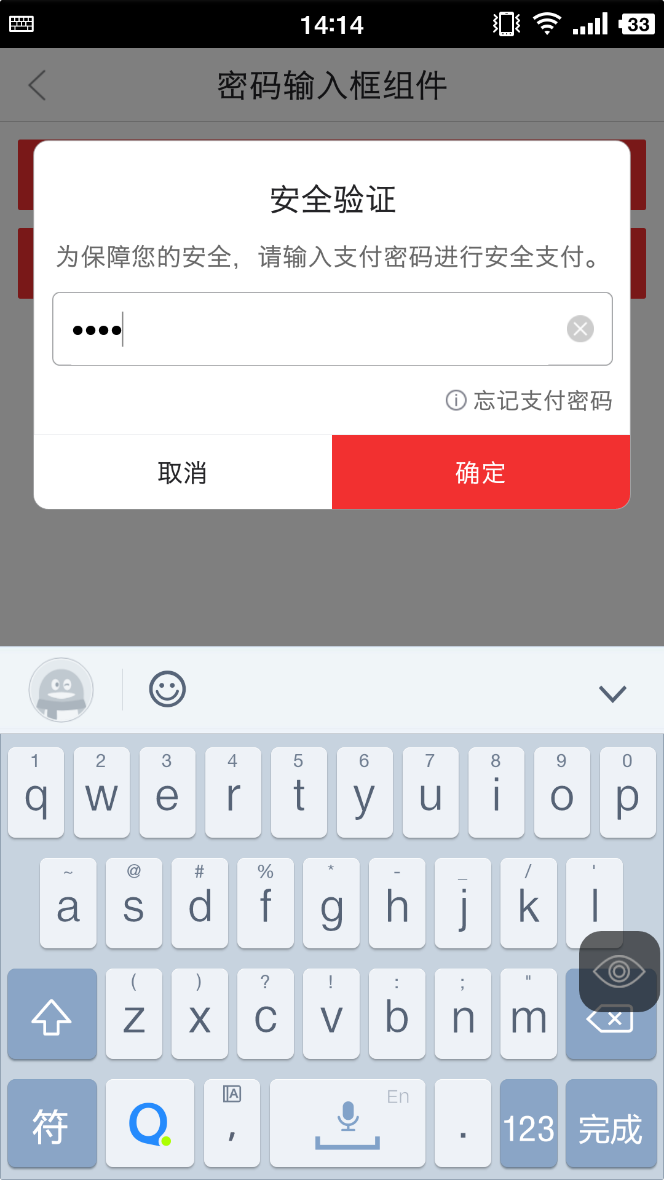 14:14
33
密码输入框组件
安全验证
为保障您的安全，请输入支付密码进行安全支付。
••••
忘记支付密码
取消 确定
1 2 3 4 5 6 7 8 9 0
q w e r t y u i o p
~ @ # % * - _ / '
a s d f g h j k l
( ) ? ! : ; "
z x c v b n m
A En
符 Q , . 123 完成